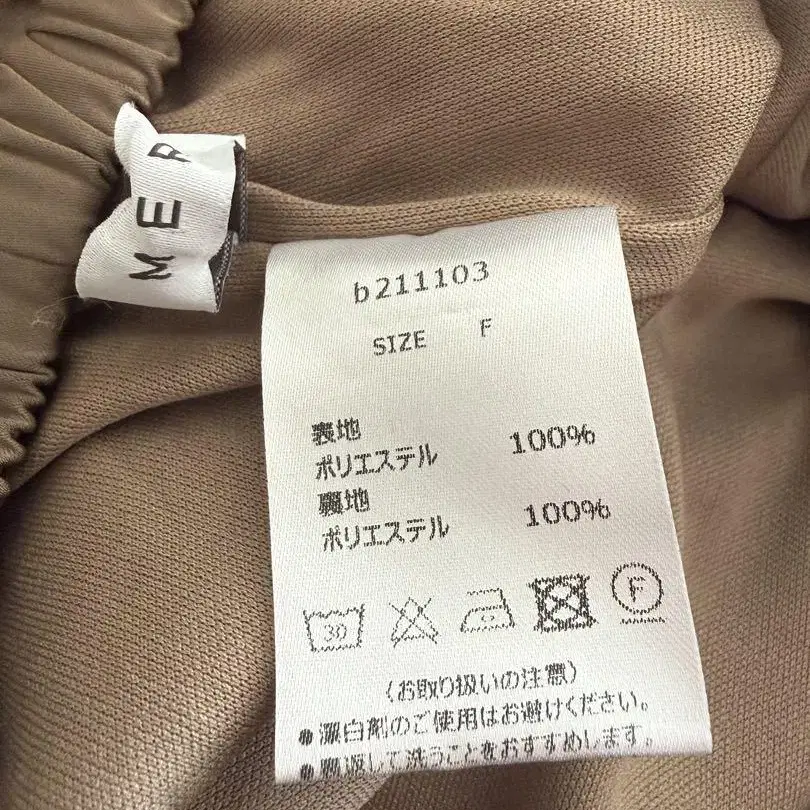 MER
b211103
SIZE F
表地
ポリエステル 100%
裏地
ポリエステル 100%
30
F
(お取り扱いの注意)
●漂白剤のご使用はお避けください。
●裏返して洗うことをおすすめします。